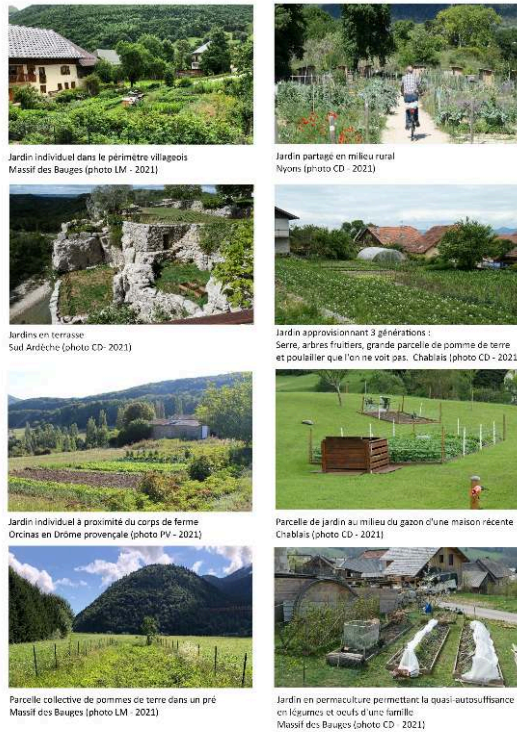 Jardin individuel dans le périmètre villageois
Massif des Bauges (photo LM - 2021)
Jardin partagé en milieu rural
Nyons (photo CD - 2021)
Jardins en terrasse
Sud Ardèche (photo CD- 2021)
Jardin approvisionnant 3 générations :
Serre, arbres fruitiers, grande parcelle de pomme de terre
et poulailler que l'on ne voit pas. Chablais (photo CD - 2021
Jardin individuel à proximité du corps de ferme
Orcinas en Drôme provençale (photo PV - 2021)
Parcelle de jardin au milieu du gazon d'une maison récente
Chablais (photo CD - 2021)
Parcelle collective de pommes de terre dans un pré
Massif des Bauges (photo LM - 2021)
Jardin en permaculture permettant la quasi-autosuffisance
en légumes et oeufs d'une famille
Massif des Bauges (photo CD - 2021)